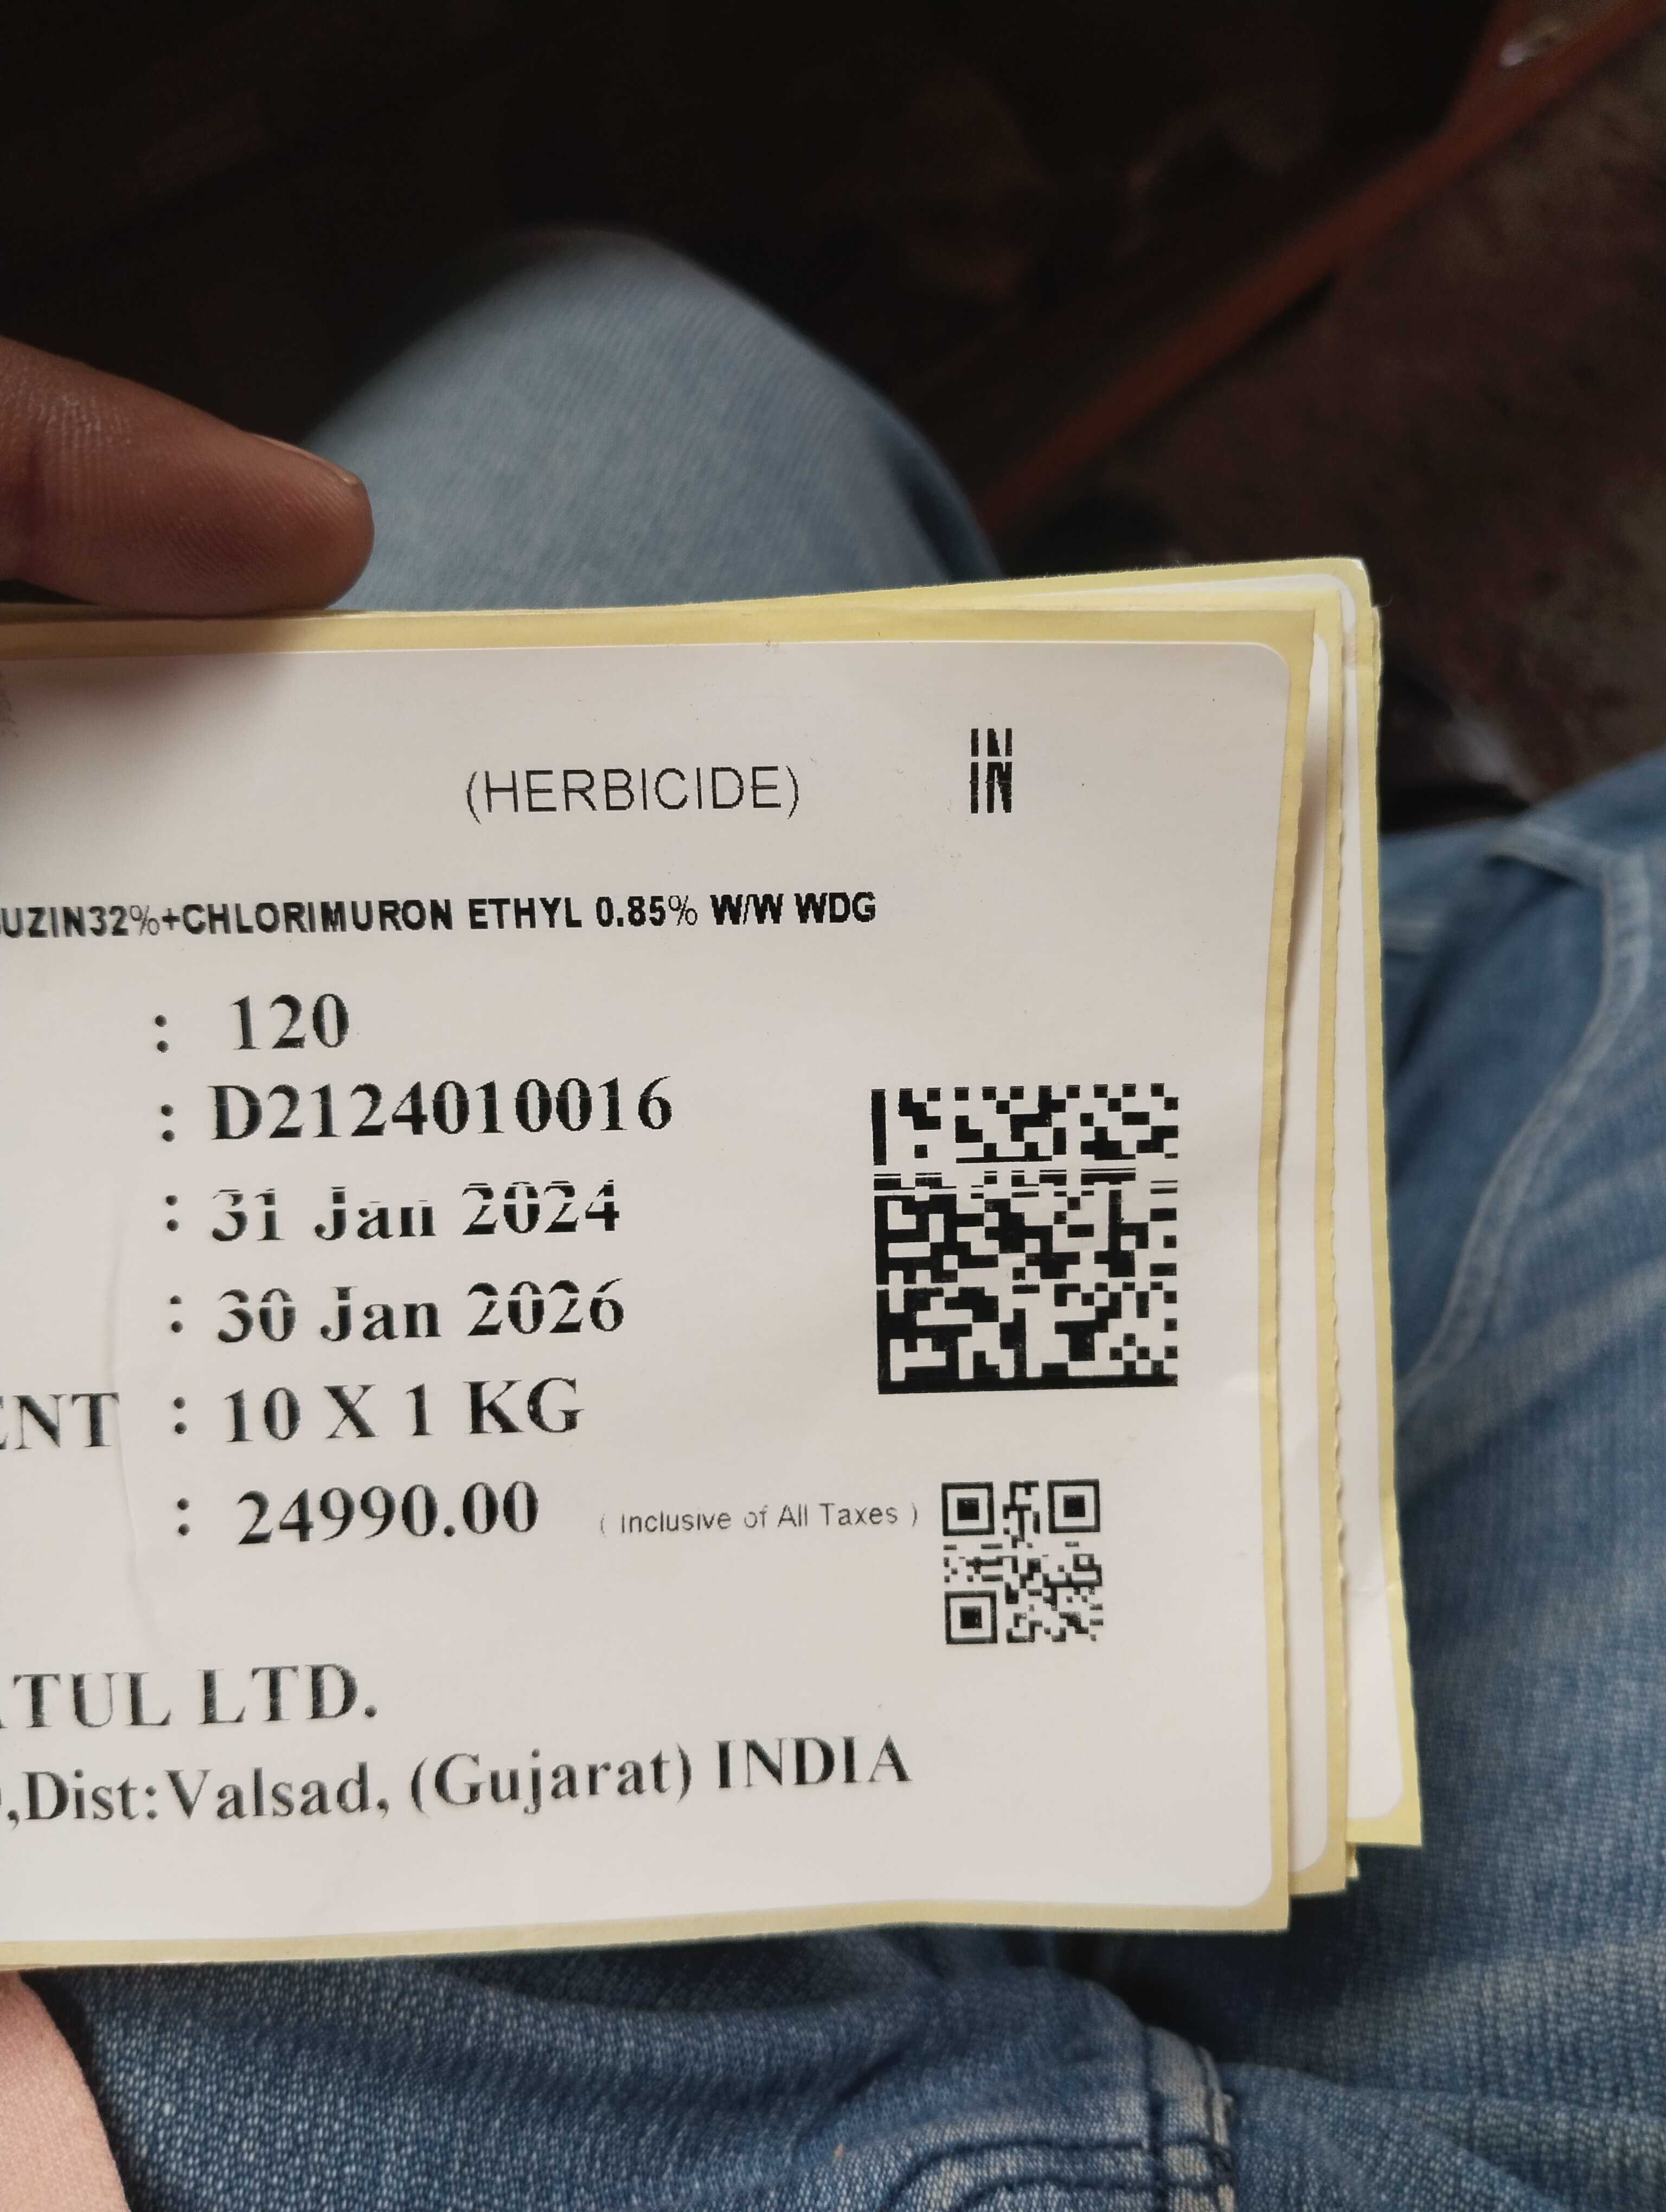 (HERBICIDE)
IN
UZIN32%+CHLORIMURON ETHYL 0.85% W/W WDG
: 120
: D2124010016
: 31 Jan 2024
: 30 Jan 2026
ENT : 10 X 1 KG
: 24990.00 ( Inclusive of All Taxes )
TUL LTD.
,Dist:Valsad, (Gujarat) INDIA